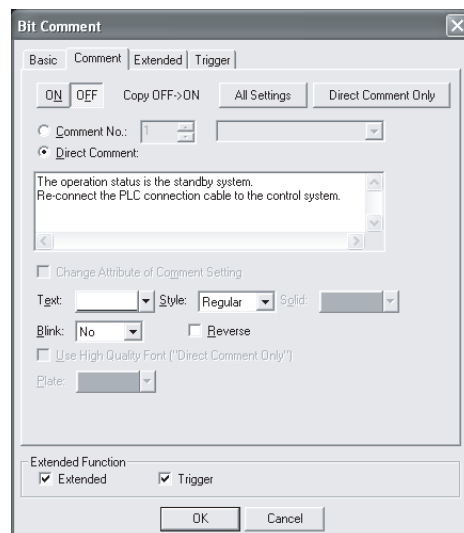 Bit Comment
Basic Comment Extended Trigger
ON OFF Copy OFF->ON All Settings Direct Comment Only
Comment No.: 1
Direct Comment:
The operation status is the standby system.
Re-connect the PLC connection cable to the control system.
Change Attribute of Comment Setting
Text: Style: Regular Solid:
Blink: No Reverse
Use High Quality Font ("Direct Comment Only")
Plate:
Extended Function
Extended Trigger
OK Cancel